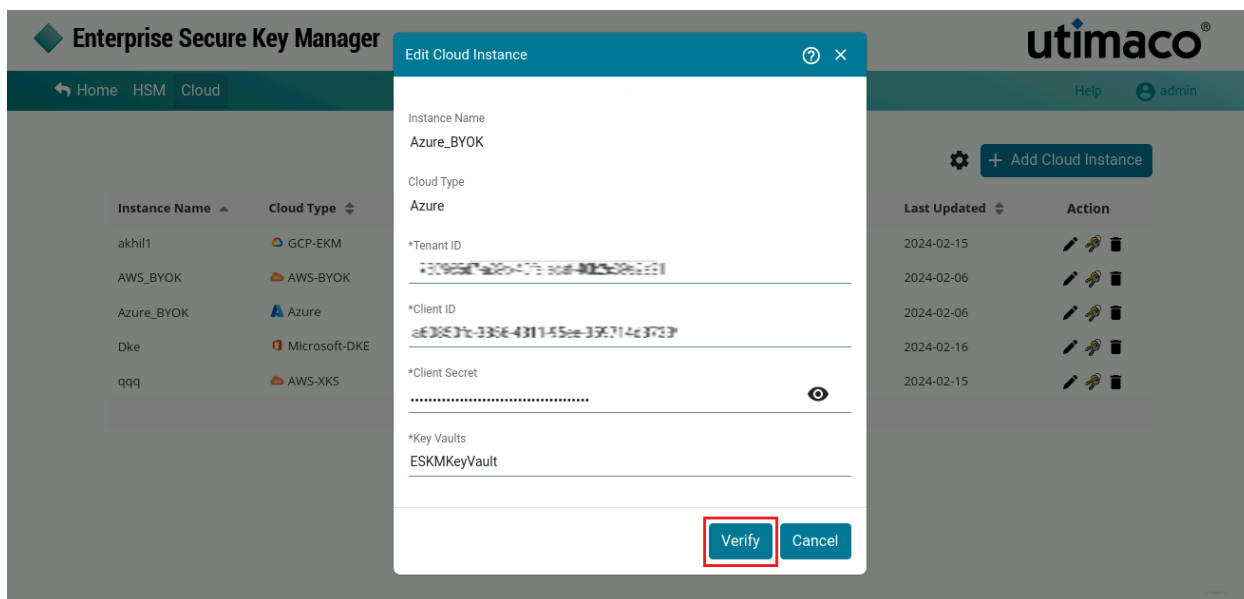 Enterprise Secure Key Manager
utimaco®
Home HSM Cloud
Help admin
+ Add Cloud Instance
Instance Name Cloud Type Last Updated Action
akhil1 GCP-EKM 2024-02-15
AWS_BYOK AWS-BYOK 2024-02-06
Azure_BYOK Azure 2024-02-06
Dke Microsoft-DKE 2024-02-16
qqq AWS-XKS 2024-02-15
Edit Cloud Instance
Instance Name
Azure_BYOK
Cloud Type
Azure
*Tenant ID
*Client ID
*Client Secret
*Key Vaults
ESKMKeyVault
Verify Cancel